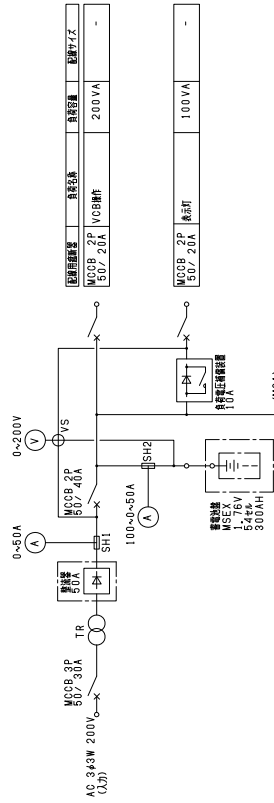 AC 3φ3W 200V
(入力)
MCCB 3P
50/ 30A
TR
整流器
50A
0~50A
A
SH1
MCCB 2P
50/ 40A
0~200V
V
VS
100~0~50A
A
SH2
蓄電池盤
MSEX
1.76V
54セル
300AH
負荷電圧補償装置
10A
配線用遮断器
負荷名称
負荷容量
配線サイズ
MCCB 2P
50/ 20A
VCB操作
200VA
-
MCCB 2P
50/ 20A
表示灯
100VA
-